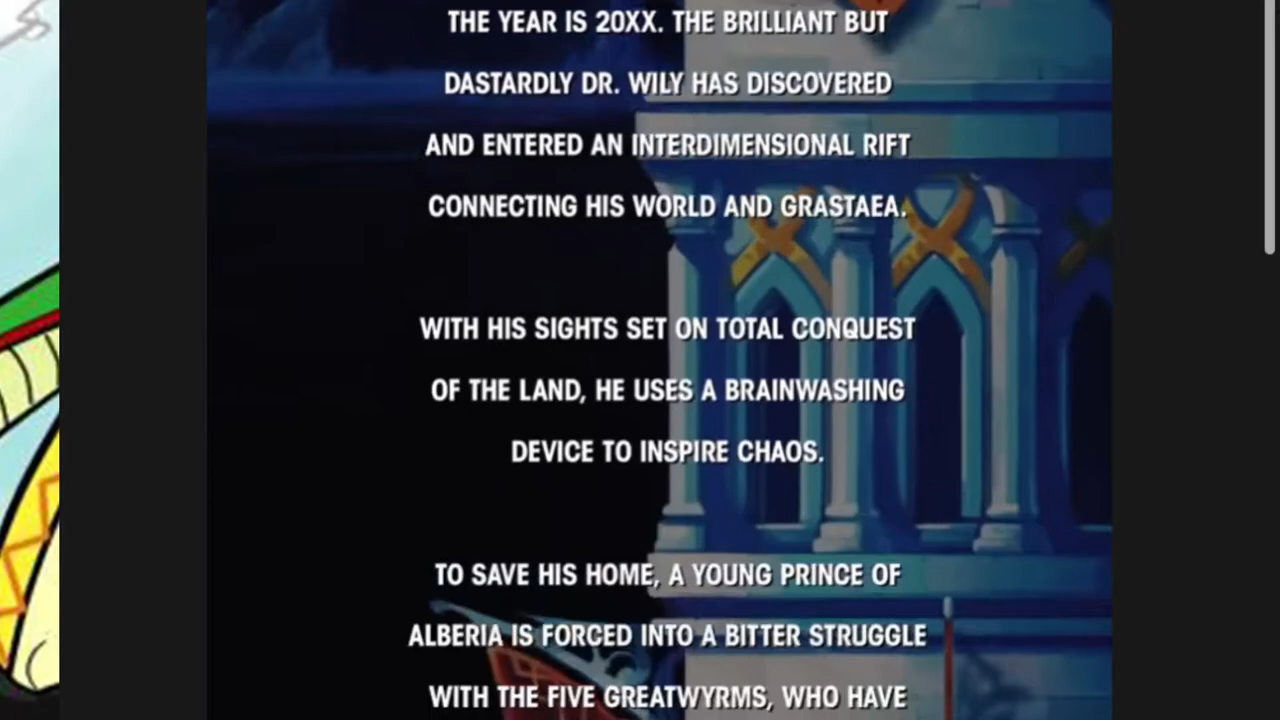 THE YEAR IS 20XX. THE BRILLIANT BUT
DASTARDLY DR. WILY HAS DISCOVERED
AND ENTERED AN INTERDIMENSIONAL RIFT
CONNECTING HIS WORLD AND GRASTAEA.
WITH HIS SIGHTS SET ON TOTAL CONQUEST
OF THE LAND, HE USES A BRAINWASHING
DEVICE TO INSPIRE CHAOS.
TO SAVE HIS HOME, A YOUNG PRINCE OF
ALBERIA IS FORCED INTO A BITTER STRUGGLE
WITH THE FIVE GREATWYRMS, WHO HAVE